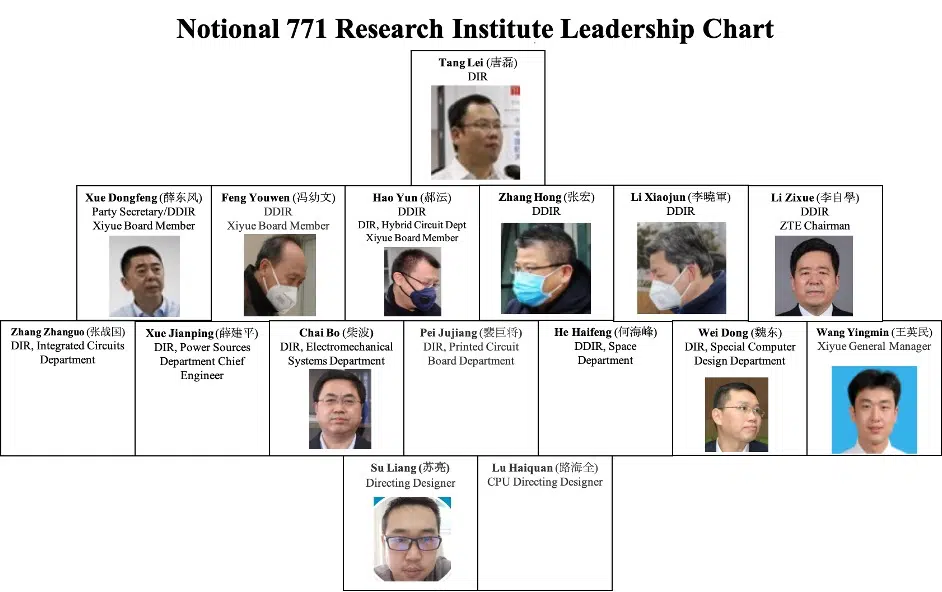 Notional 771 Research Institute Leadership Chart
Tang Lei (唐磊)
DIR
Xue Dongfeng (薛东风)
Party Secretary/DDIR
Xiyue Board Member
Feng Youwen (冯幼文)
DDIR
Xiyue Board Member
Hao Yun (郝沄)
DDIR
DIR, Hybrid Circuit Dept
Xiyue Board Member
Zhang Hong (张宏)
DDIR
Li Xiaojun (李曉軍)
DDIR
Li Zixue (李自學)
DDIR
ZTE Chairman
Zhang Zhanguo (张战国)
DIR, Integrated Circuits
Department
Xue Jianping (薛建平)
DIR, Power Sources
Department Chief
Engineer
Chai Bo (柴波)
DIR, Electromechanical
Systems Department
Pei Jujiang (裴巨将)
DIR, Printed Circuit
Board Department
He Haifeng (何海峰)
DDIR, Space
Department
Wei Dong (魏东)
DIR, Special Computer
Design Department
Wang Yingmin (王英民)
Xiyue General Manager
Su Liang (苏亮)
Directing Designer
Lu Haiquan (路海全)
CPU Directing Designer